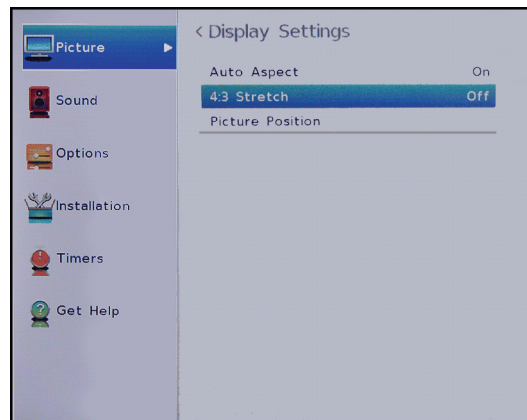 Picture
Sound
Options
Installation
Timers
Get Help
< Display Settings
Auto Aspect On
4:3 Stretch Off
Picture Position